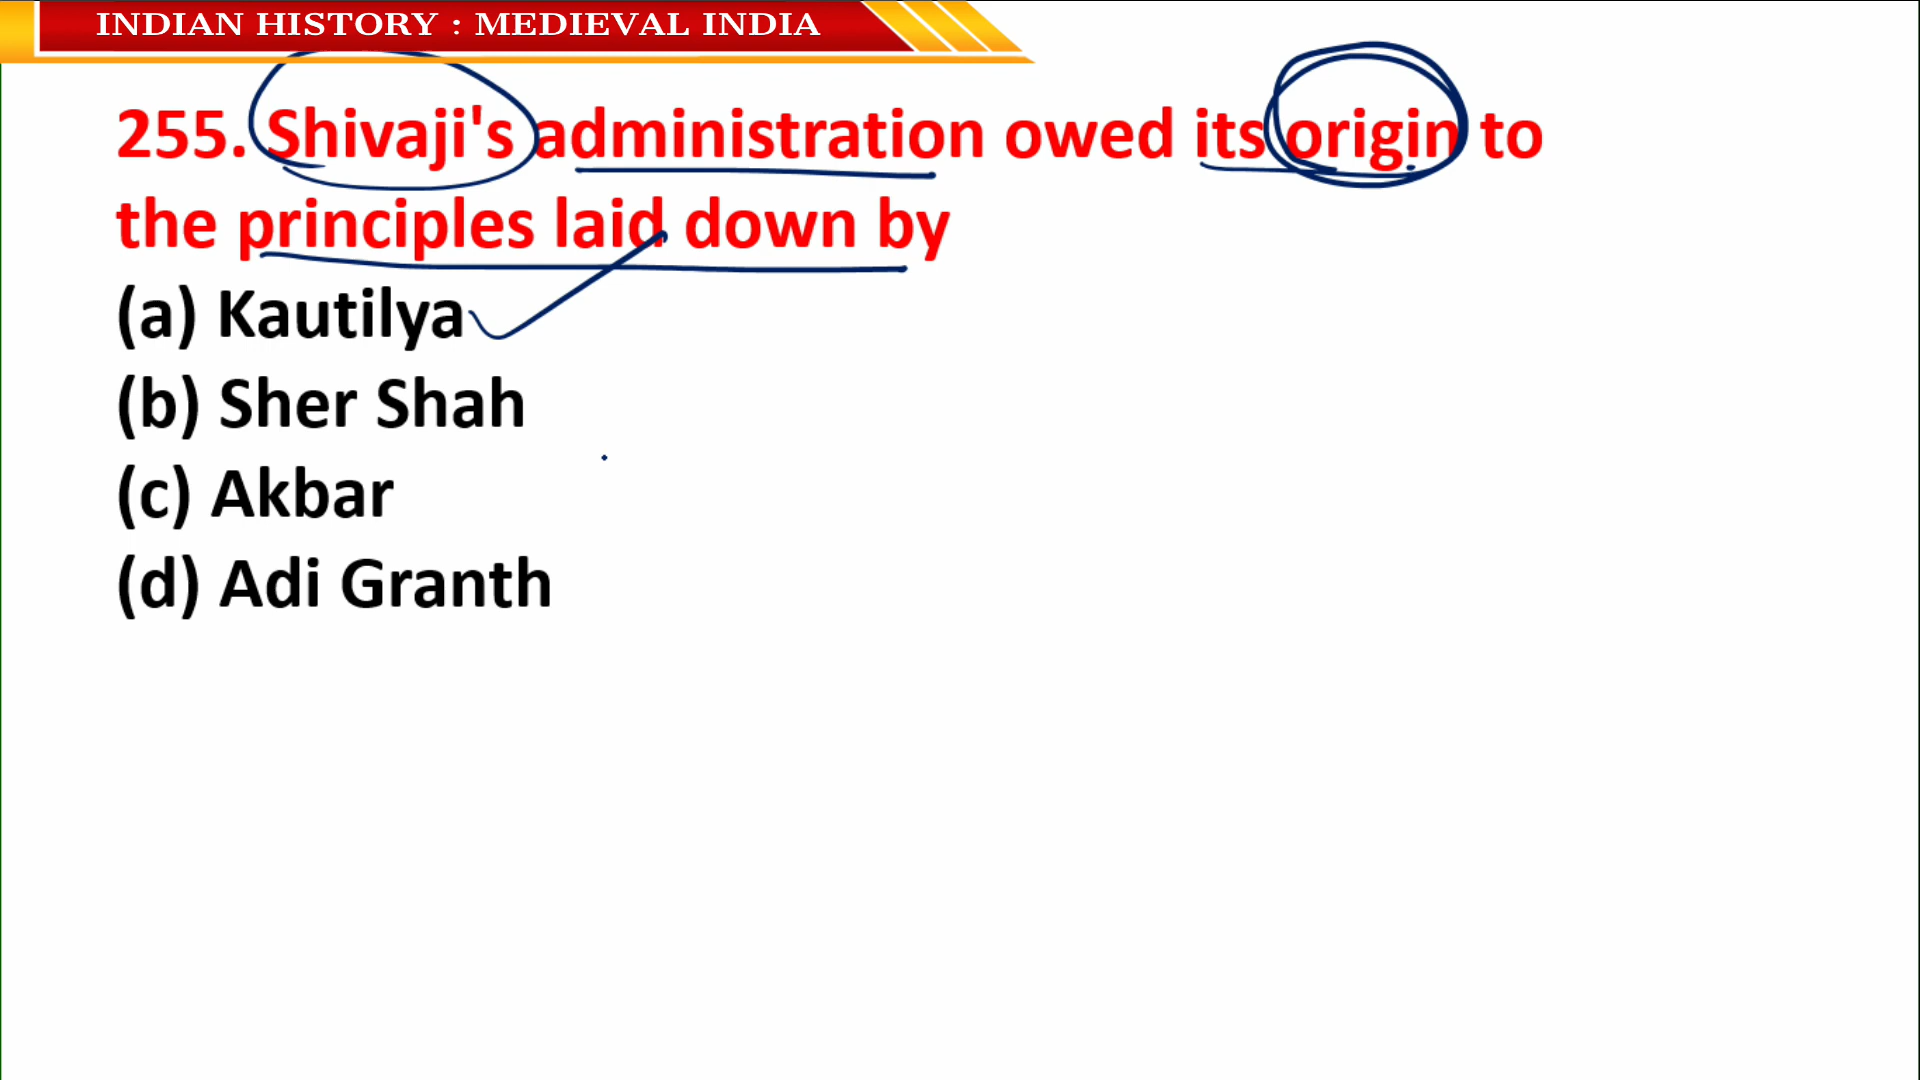 INDIAN HISTORY : MEDIEVAL INDIA
255. Shivaji's administration owed its origin to
the principles laid down by
(a) Kautilya
(b) Sher Shah
(c) Akbar
(d) Adi Granth